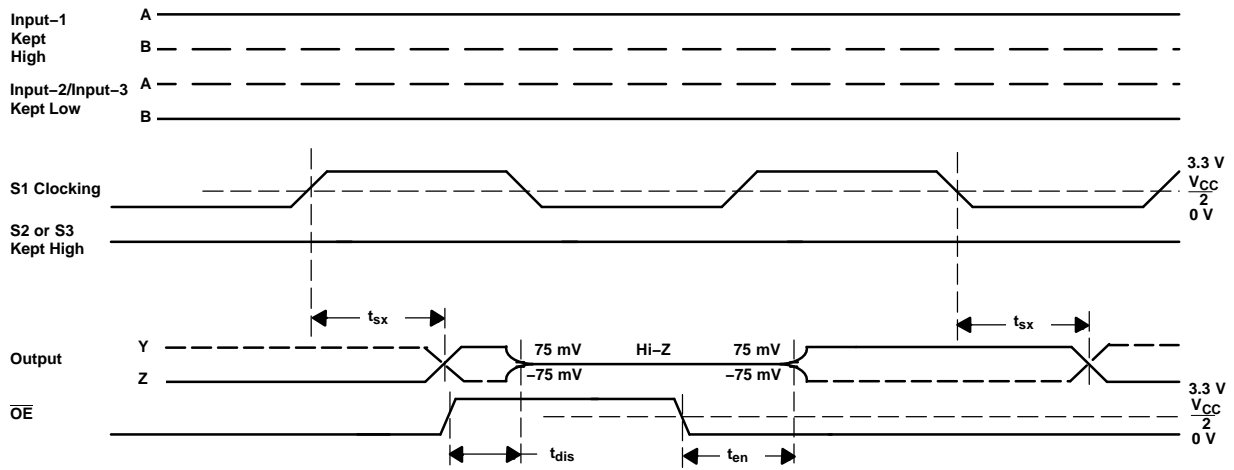 Input–1
Kept
High
A
B
Input–2/Input–3
Kept Low
A
B
S1 Clocking
3.3 V
VCC
2
0 V
S2 or S3
Kept High
tsx
tsx
Output
Y
Z
75 mV
–75 mV
Hi–Z
75 mV
–75 mV
OE
3.3 V
VCC
2
0 V
tdis
ten